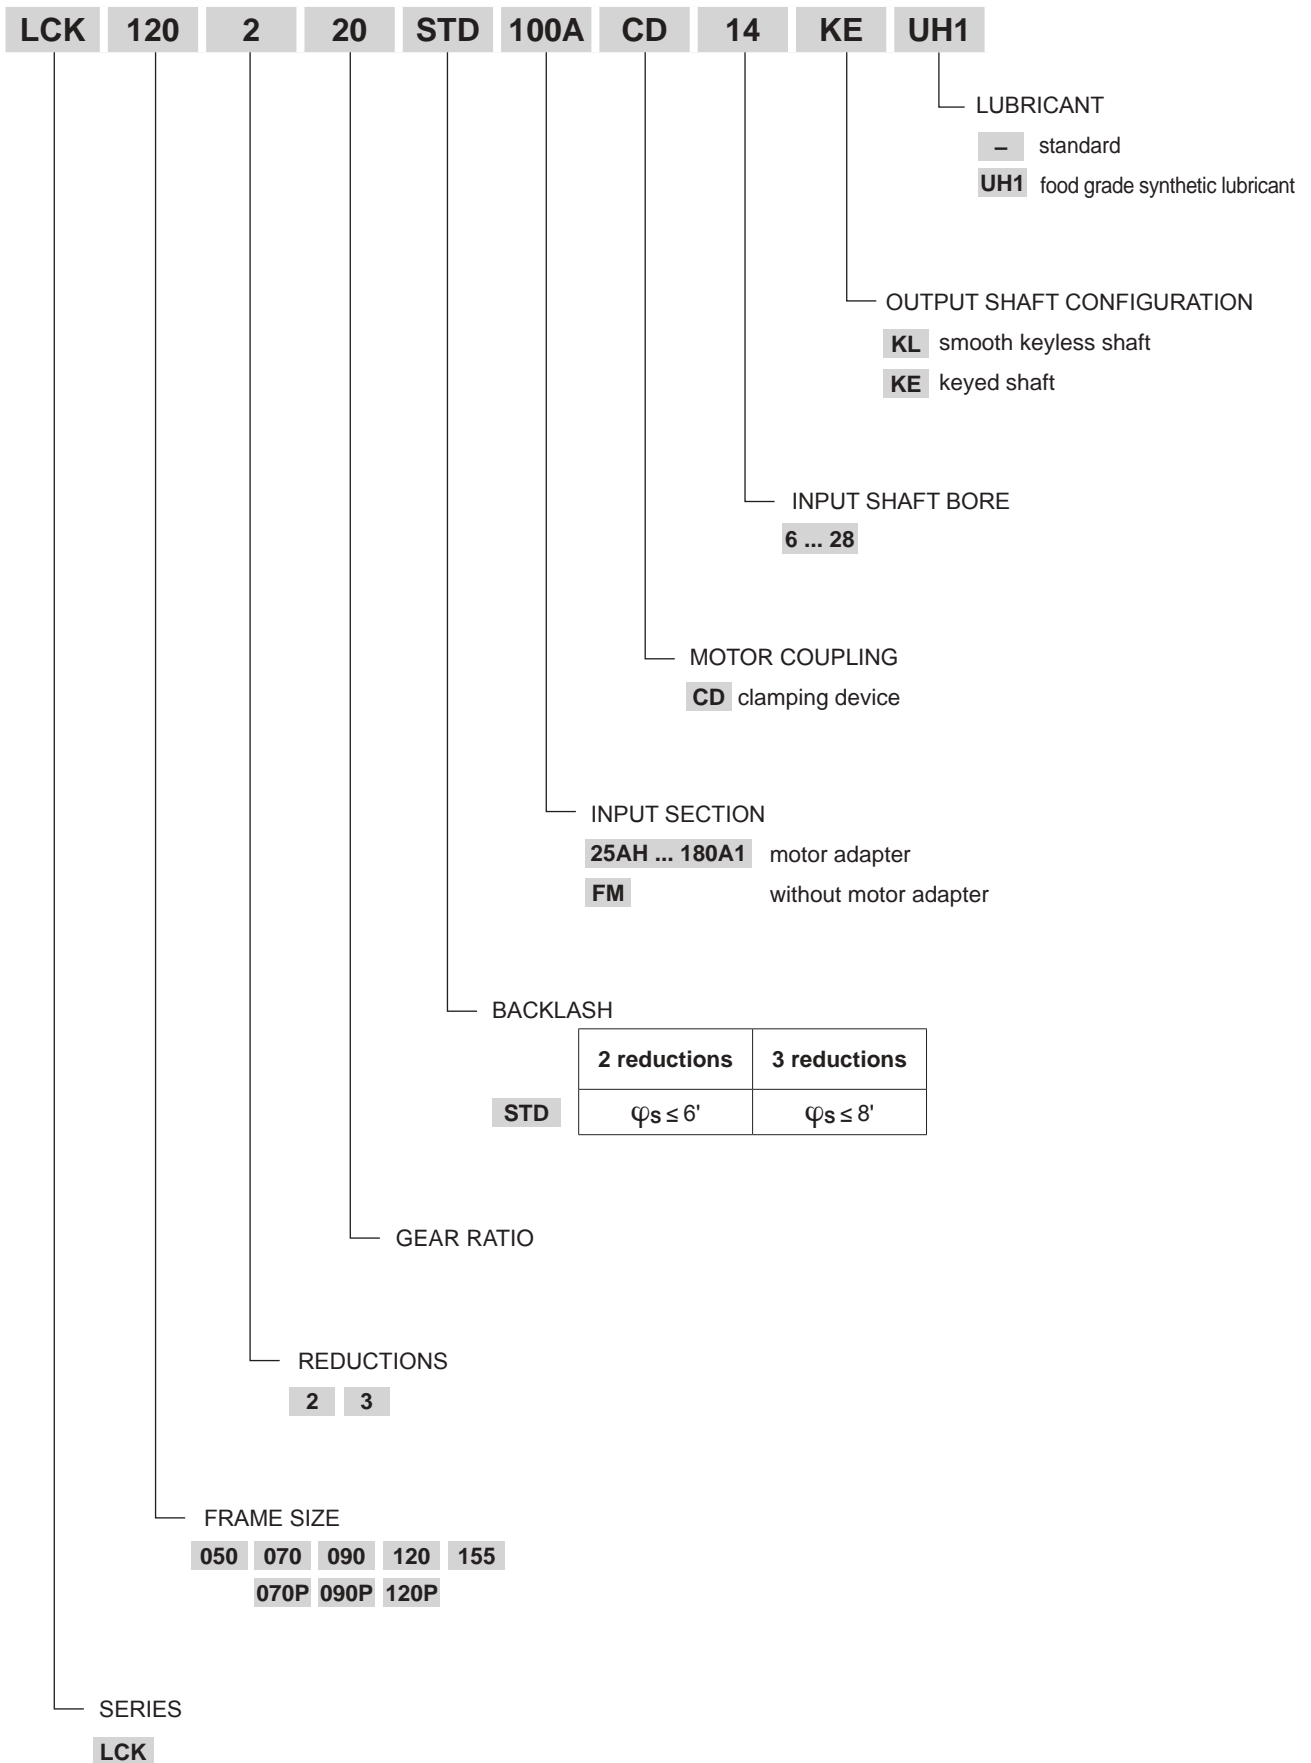 LCK 120 2 20 STD 100A CD 14 KE UH1
LUBRICANT
– standard
UH1 food grade synthetic lubricant
OUTPUT SHAFT CONFIGURATION
KL smooth keyless shaft
KE keyed shaft
INPUT SHAFT BORE
6 ... 28
MOTOR COUPLING
CD clamping device
INPUT SECTION
25AH ... 180A1 motor adapter
FM without motor adapter
BACKLASH
2 reductions 3 reductions
STD φs ≤ 6' φs ≤ 8'
GEAR RATIO
REDUCTIONS
2 3
FRAME SIZE
050 070 090 120 155
070P 090P 120P
SERIES
LCK